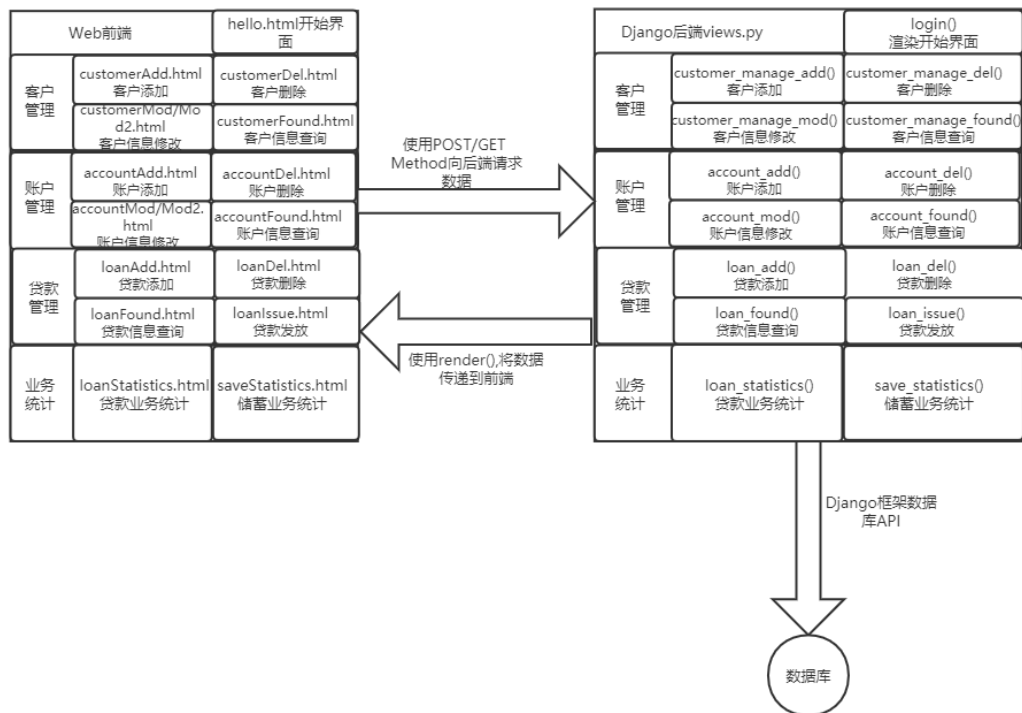 Web前端
hello.html开始界
面
客户
管理
customerAdd.html
客户添加
customerDel.html
客户删除
customerMod/Mo
d2.html
客户信息修改
customerFound.html
客户信息查询
账户
管理
accountAdd.html
账户添加
accountDel.html
账户删除
accountMod/Mod2.
html
账户信息修改
accountFound.html
账户信息查询
贷款
管理
loanAdd.html
贷款添加
loanDel.html
贷款删除
loanFound.html
贷款信息查询
loanIssue.html
贷款发放
业务
统计
loanStatistics.html
贷款业务统计
saveStatistics.html
储蓄业务统计
使用POST/GET
Method向后端请求
数据
使用render(),将数据
传递到前端
Django后端views.py
login()
渲染开始界面
客户
管理
customer_manage_add()
客户添加
customer_manage_del()
客户删除
customer_manage_mod()
客户信息修改
customer_manage_found()
客户信息查询
账户
管理
account_add()
账户添加
account_del()
账户删除
account_mod()
账户信息修改
account_found()
账户信息查询
贷款
管理
loan_add()
贷款添加
loan_del()
贷款删除
loan_found()
贷款信息查询
loan_issue()
贷款发放
业务
统计
loan_statistics()
贷款业务统计
save_statistics()
储蓄业务统计
Django框架数据
库API
数据库